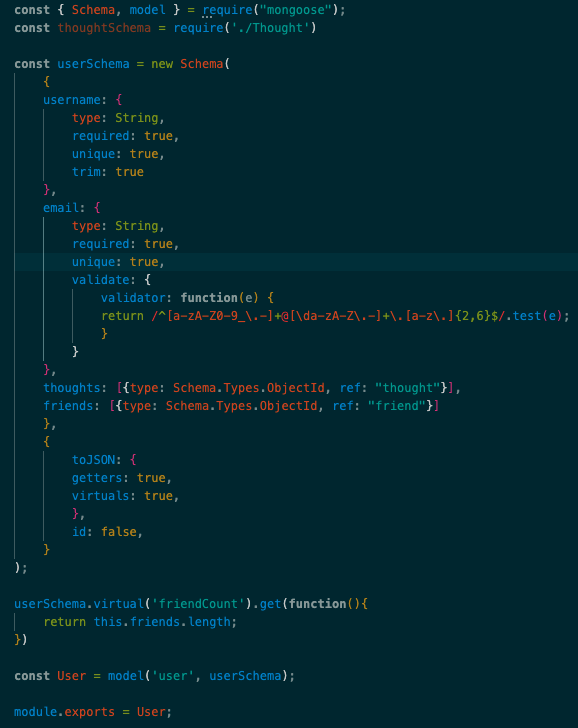 const { Schema, model } = require("mongoose");
const thoughtSchema = require('./Thought')

const userSchema = new Schema(
    {
    username: {
        type: String,
        required: true,
        unique: true,
        trim: true
    },
    email: {
        type: String,
        required: true,
        unique: true,
        validate: {
            validator: function(e) {
            return /^[a-zA-Z0-9_\.-]+@[\da-zA-Z\.-]+\.[a-z\.]{2,6}$/.test(e);
            }
        }
    },
    thoughts: [{type: Schema.Types.ObjectId, ref: "thought"}],
    friends: [{type: Schema.Types.ObjectId, ref: "friend"}]
    },
    {
        toJSON: {
        getters: true,
        virtuals: true,
        },
        id: false,
    }
);

userSchema.virtual('friendCount').get(function(){
    return this.friends.length;
})

const User = model('user', userSchema);

module.exports = User;